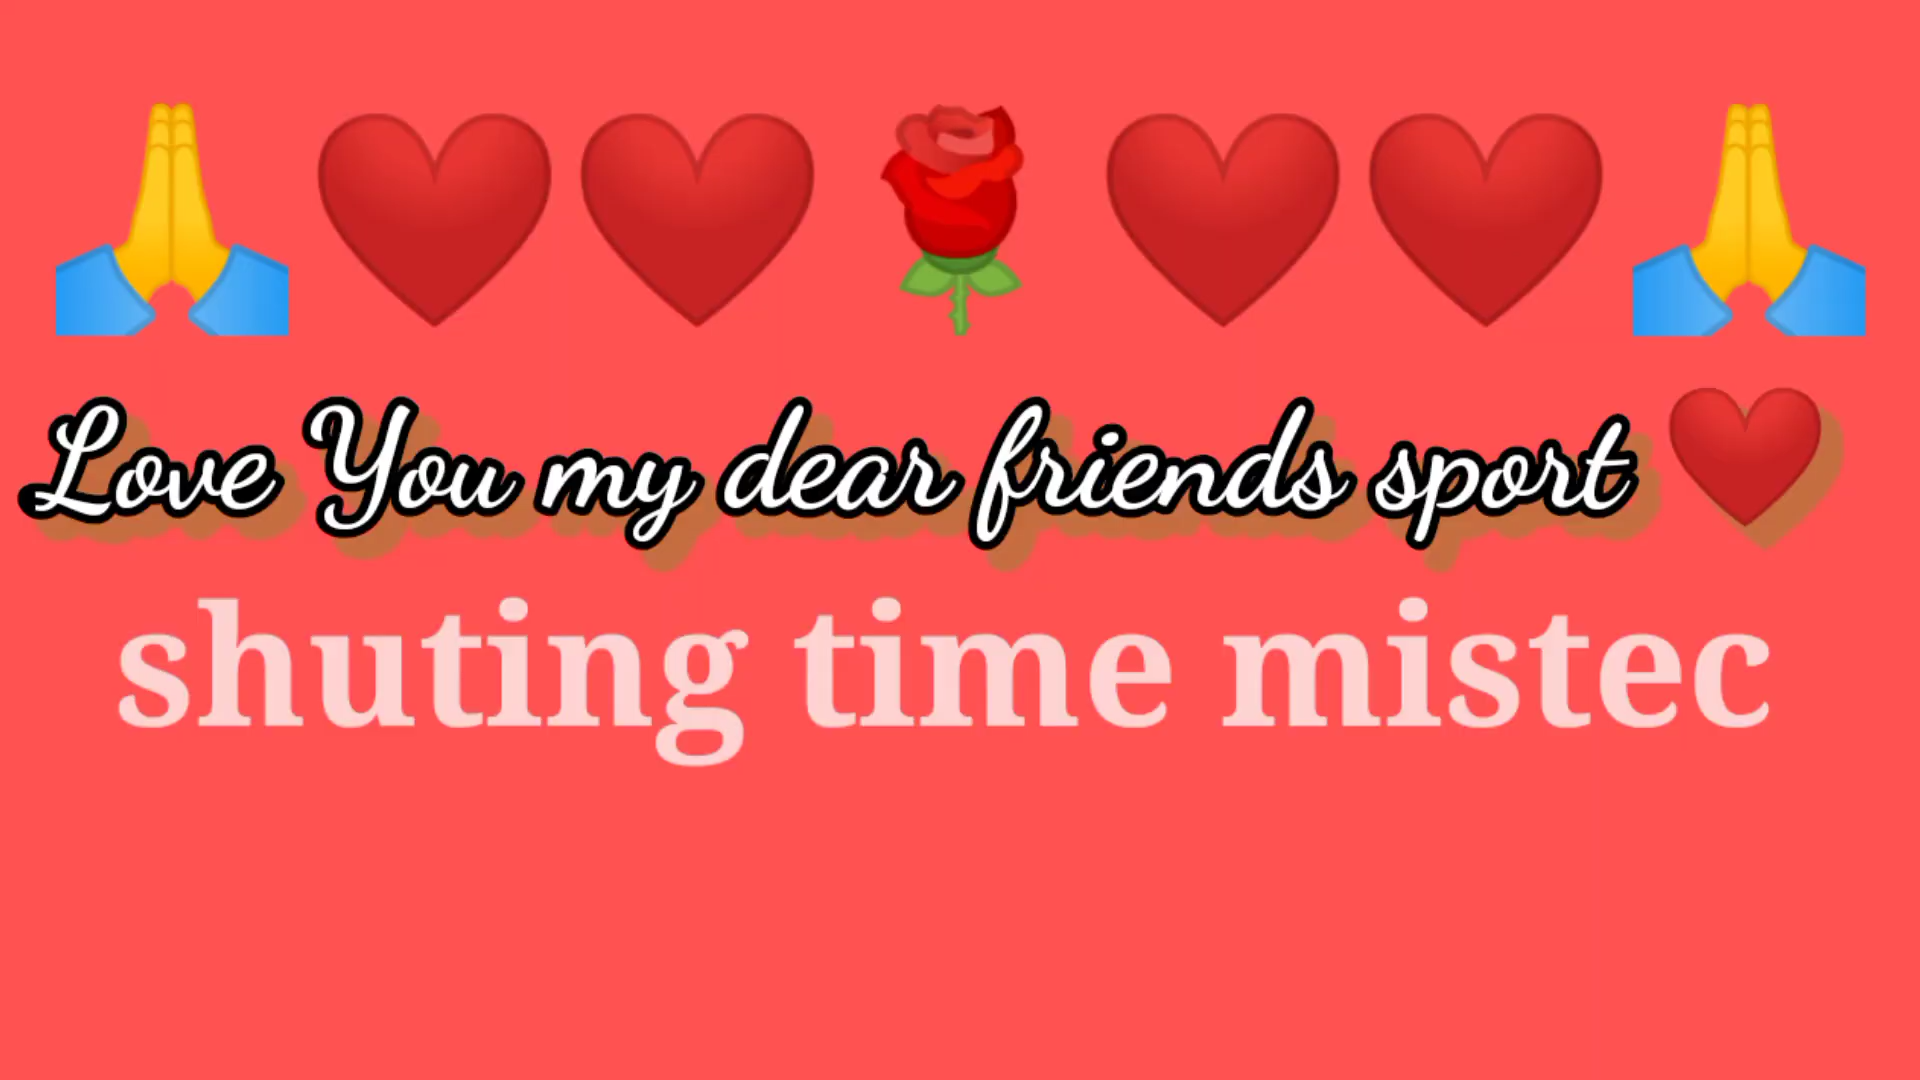 🙏❤️❤️🌹❤️❤️🙏
Love You my dear friends sport ❤️
shuting time mistec